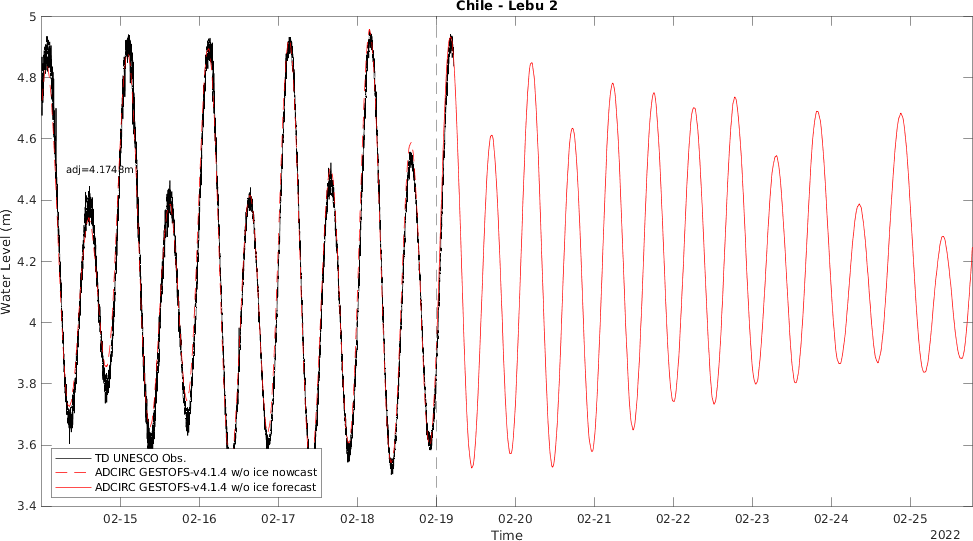 Chile - Lebu 2
5
4.8
4.6
4.4
4.2
4
3.8
3.6
3.4
Water Level (m)
adj=4.1743m
TD UNESCO Obs.
ADCIRC GESTOFS-v4.1.4 w/o ice nowcast
ADCIRC GESTOFS-v4.1.4 w/o ice forecast
02-15 02-16 02-17 02-18 02-19 02-20 02-21 02-22 02-23 02-24 02-25
Time
2022